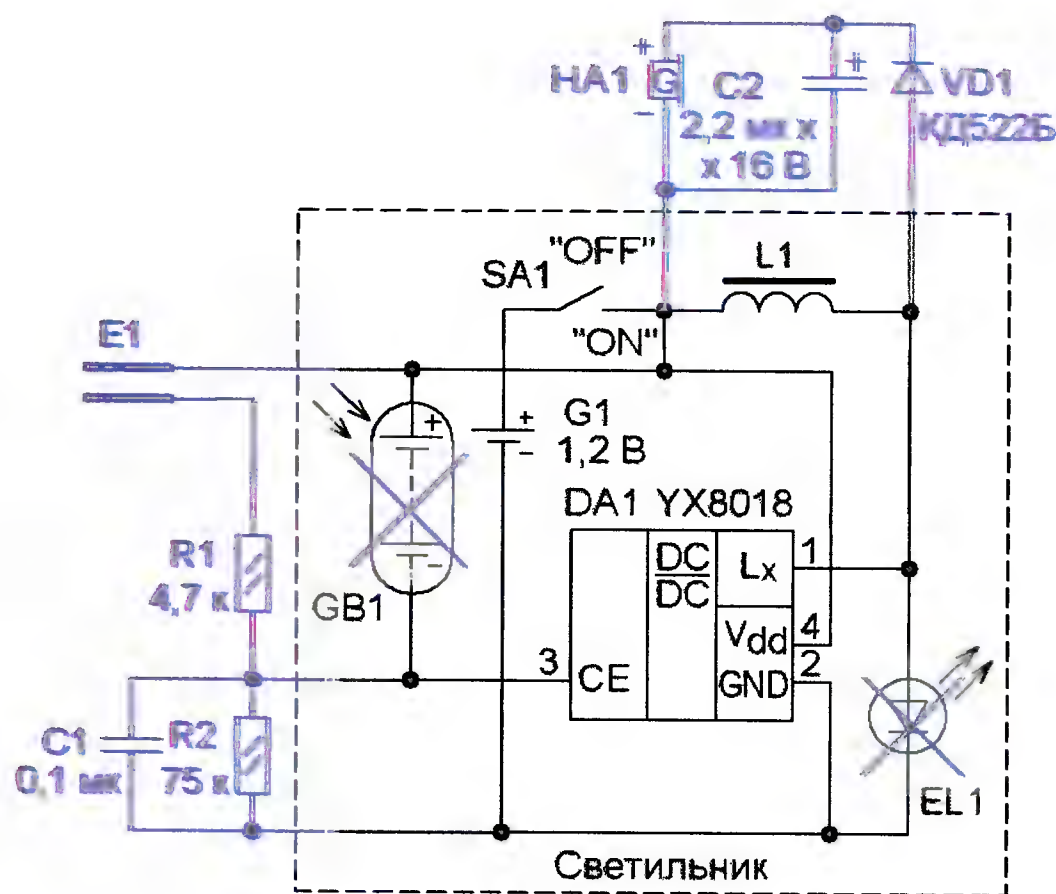 HA1
+
G
-
C2
2,2 мк х
х 16 В
+
VD1
КД522Б
"OFF"
SA1
L1
"ON"
E1
+
-
G1
1,2 В
+
-
DA1 YX8018
DC
DC
Lx
1
Vdd
4
GND
2
3
CE
R1
4,7 к
GB1
C1
0,1 мк
R2
75 к
EL1
Светильник